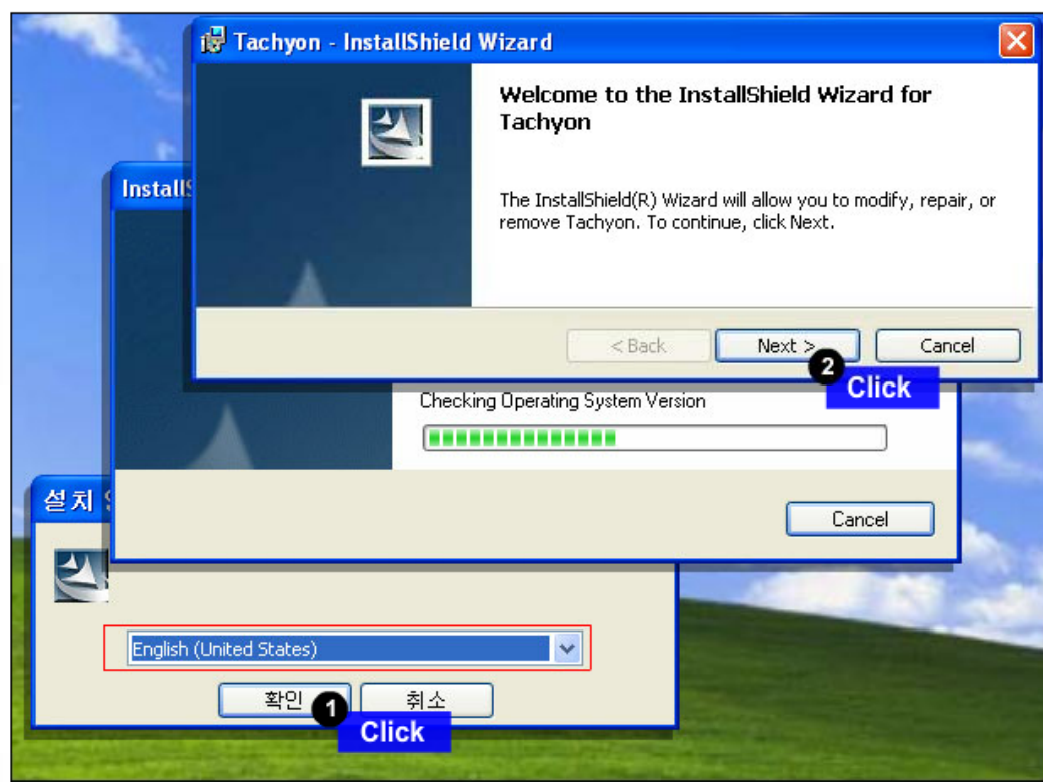 Tachyon - InstallShield Wizard
Welcome to the InstallShield Wizard for
Tachyon
The InstallShield(R) Wizard will allow you to modify, repair, or
remove Tachyon. To continue, click Next.
< Back
Next >
Cancel
2
Click
InstallS
Checking Operating System Version
Cancel
설치
English (United States)
확인
취소
1
Click